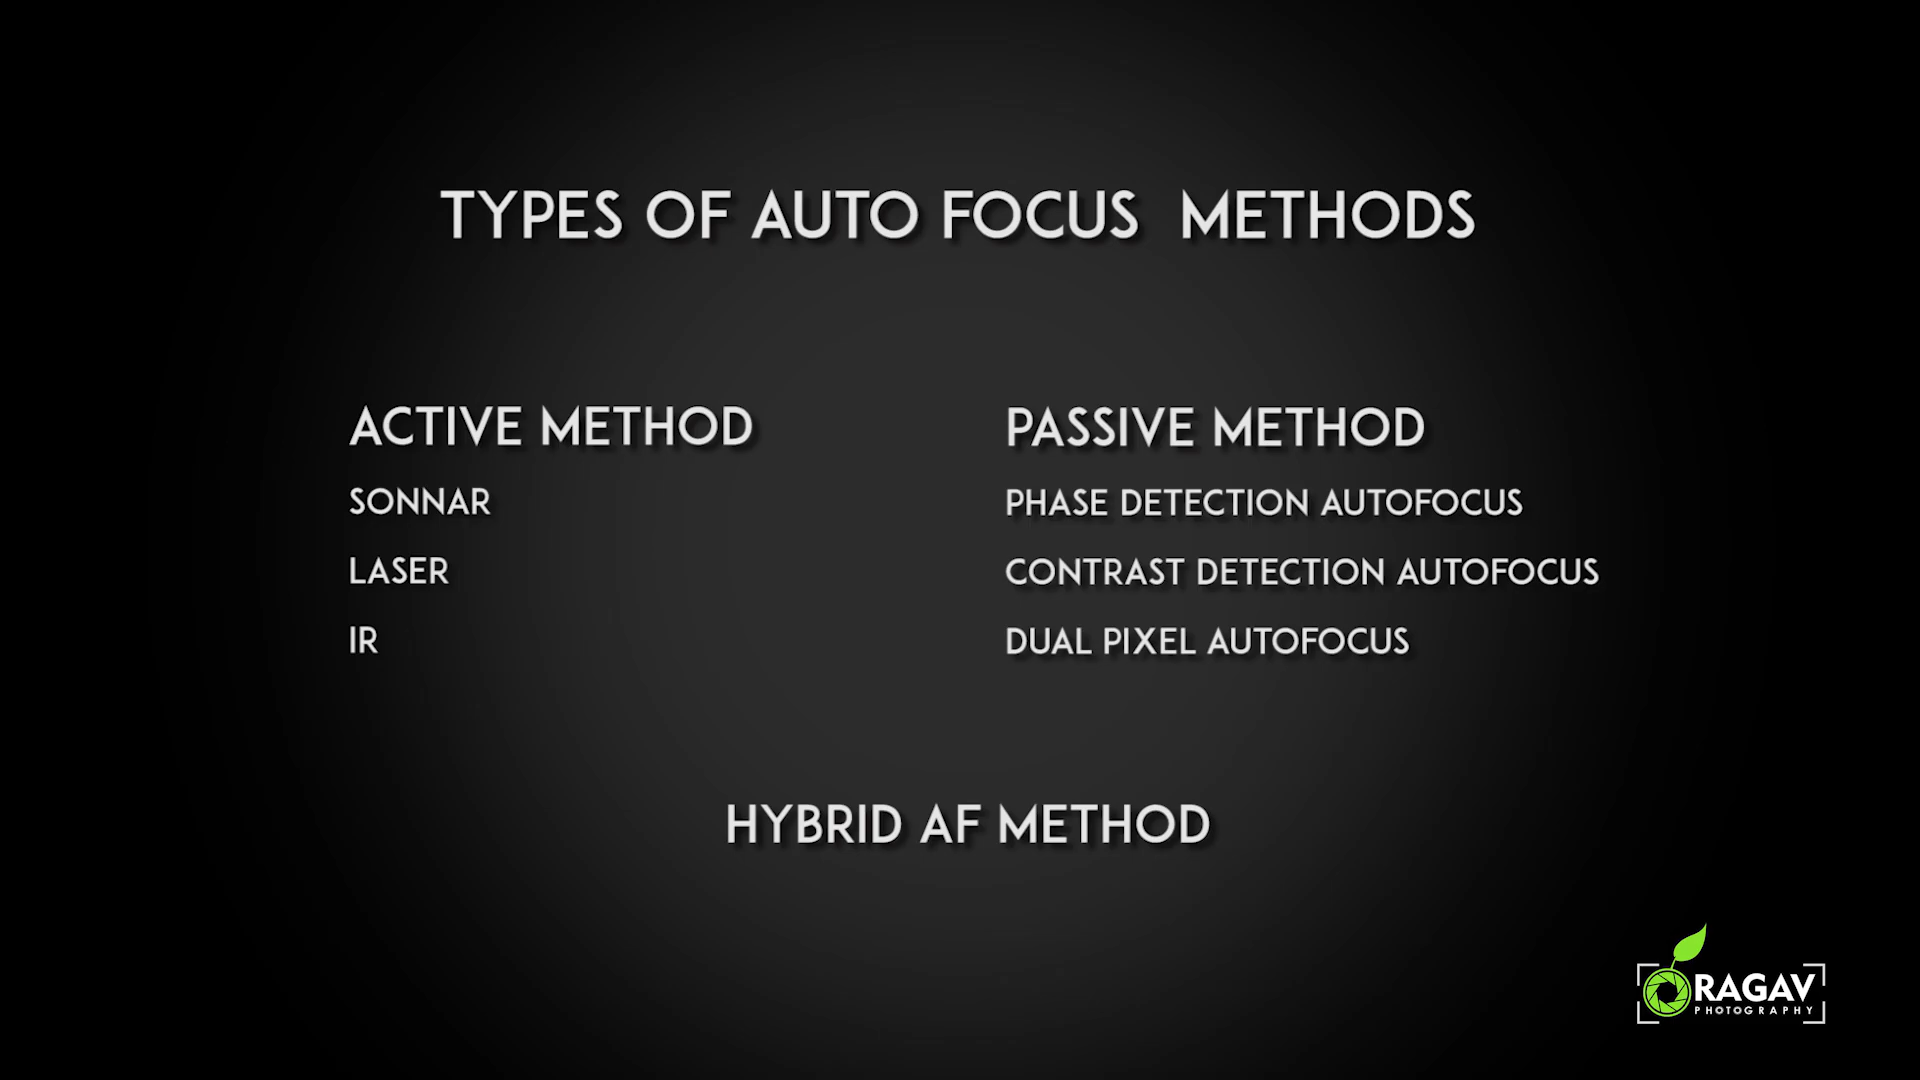 TYPES OF AUTO FOCUS METHODS
ACTIVE METHOD
SONNAR
LASER
IR
PASSIVE METHOD
PHASE DETECTION AUTOFOCUS
CONTRAST DETECTION AUTOFOCUS
DUAL PIXEL AUTOFOCUS
HYBRID AF METHOD
RAGAV
PHOTOGRAPHY